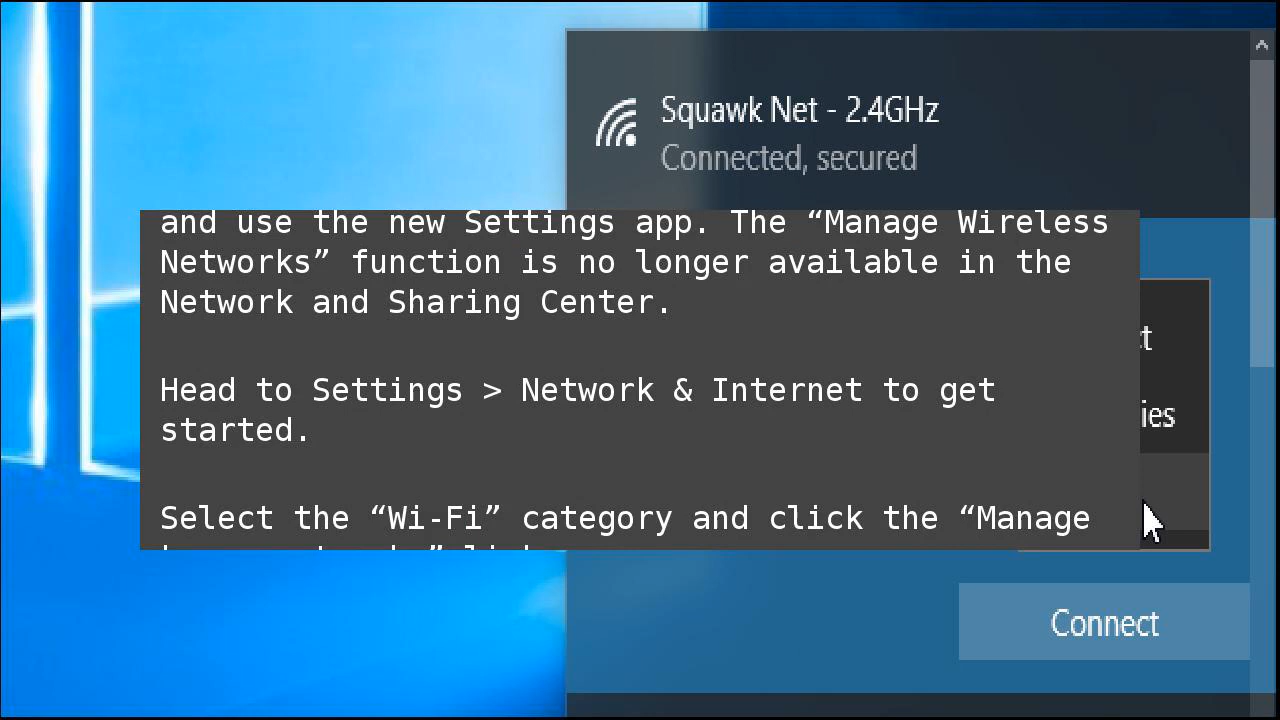 Squawk Net - 2.4GHz
Connected, secured
and use the new Settings app. The “Manage Wireless
Networks” function is no longer available in the
Network and Sharing Center.
Head to Settings > Network & Internet to get
started.
Select the “Wi-Fi” category and click the “Manage
Connect